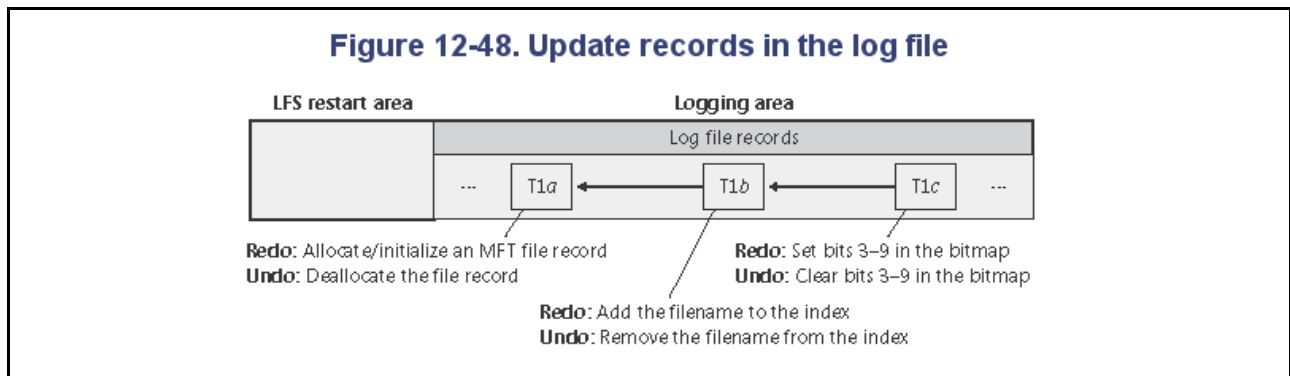 Figure 12-48. Update records in the log file
LFS restart area
Logging area
Log file records
... T1a T1b T1c ...
Redo: Allocate/initialize an MFT file record
Undo: Deallocate the file record
Redo: Set bits 3–9 in the bitmap
Undo: Clear bits 3–9 in the bitmap
Redo: Add the filename to the index
Undo: Remove the filename from the index